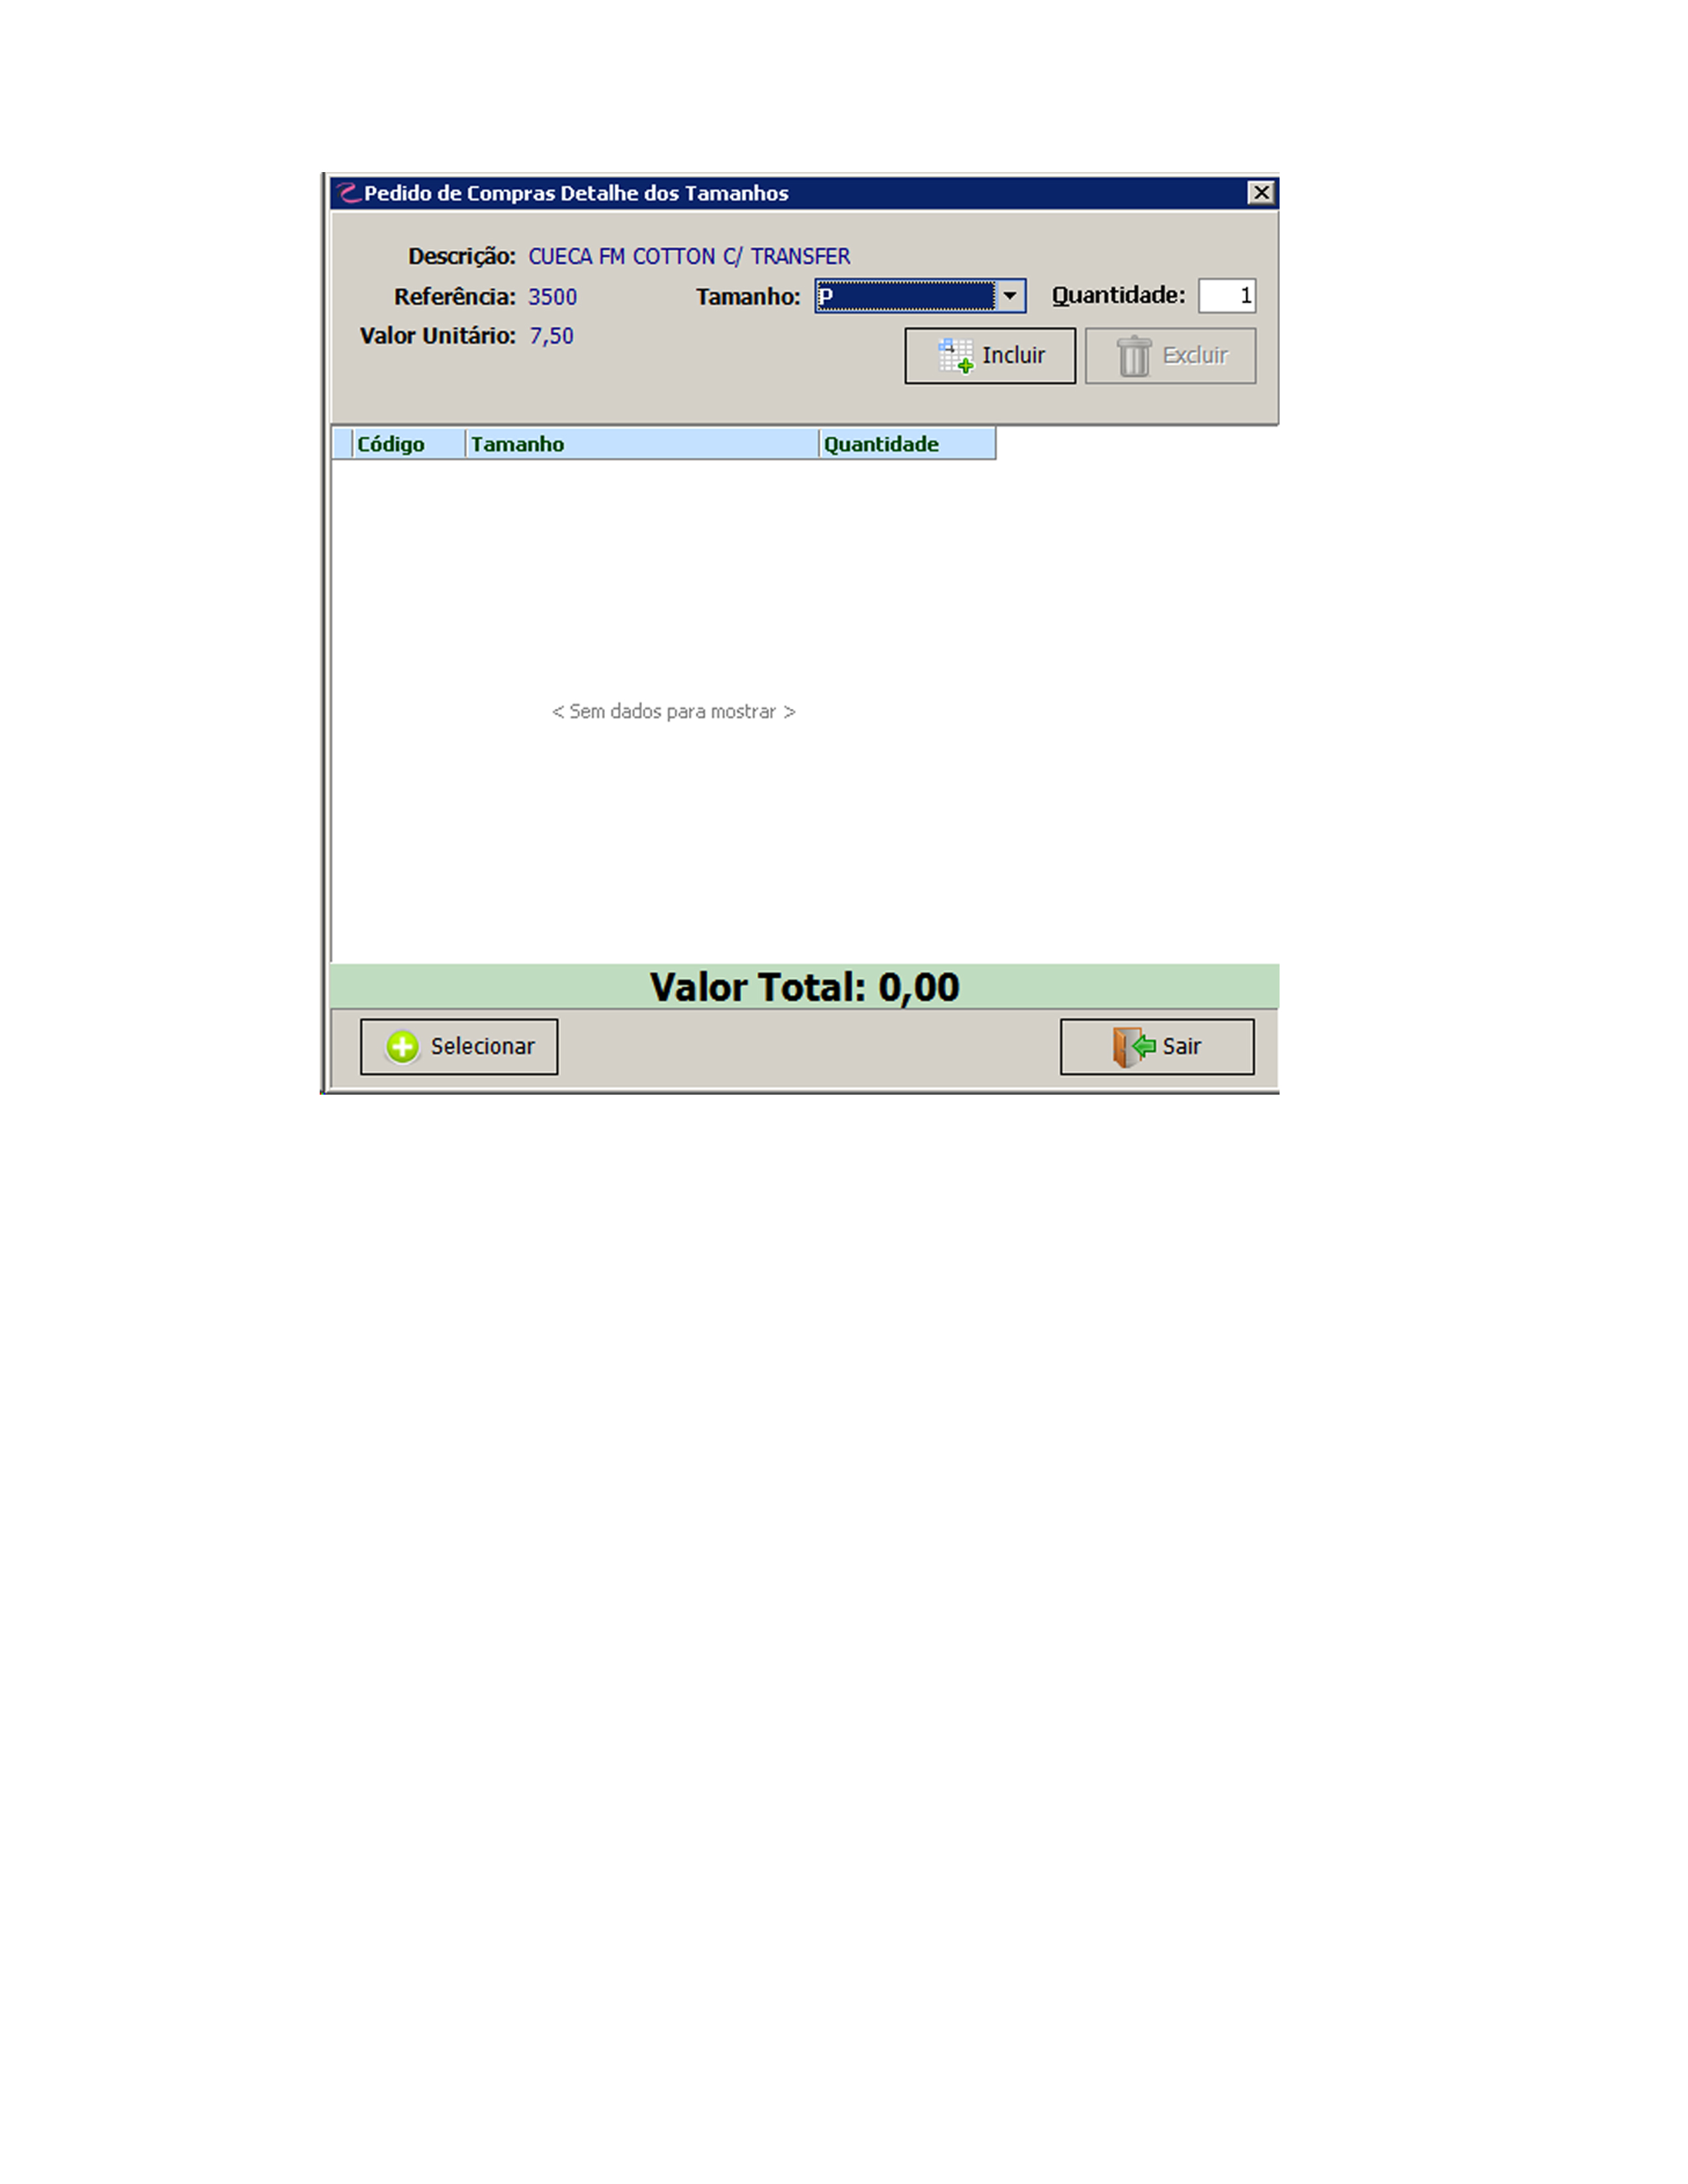 Pedido de Compras Detalhe dos Tamanhos
Descrição: CUECA FM COTTON C/ TRANSFER
Referência: 3500 Tamanho: P Quantidade: 1
Valor Unitário: 7,50
Incluir Excluir
Código Tamanho Quantidade
< Sem dados para mostrar >
Valor Total: 0,00
Selecionar Sair